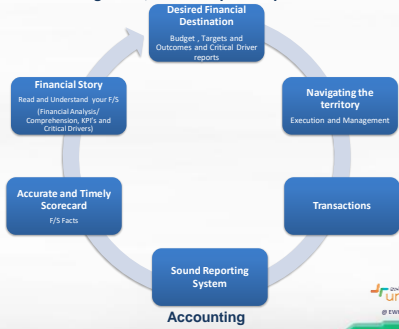 Desired Financial
Destination
Budget , Targets and
Outcomes and Critical Driver
reports
Navigating the
territory
Execution and Management
Transactions
Sound Reporting
System
Accounting
Accurate and Timely
Scorecard
F/S Facts
Financial Story
Read and Understand your F/S
(Financial Analysis/
Comprehension, KPI's and
Critical Drivers)